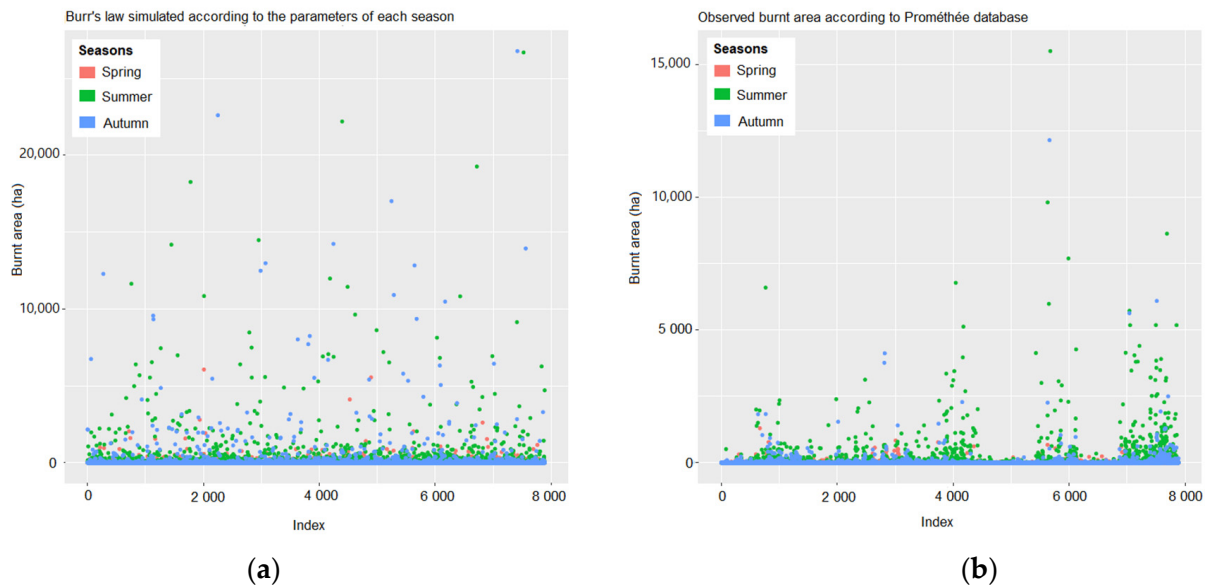 Burr's law simulated according to the parameters of each season
Seasons
Spring
Summer
Autumn
Burnt area (ha)
20,000
10,000
0
0
2 000
4 000
6 000
8 000
Index
(a)
Observed burnt area according to Prométhée database
Seasons
Spring
Summer
Autumn
Burnt area (ha)
15,000
10,000
5 000
0
0
2 000
4 000
6 000
8 000
Index
(b)